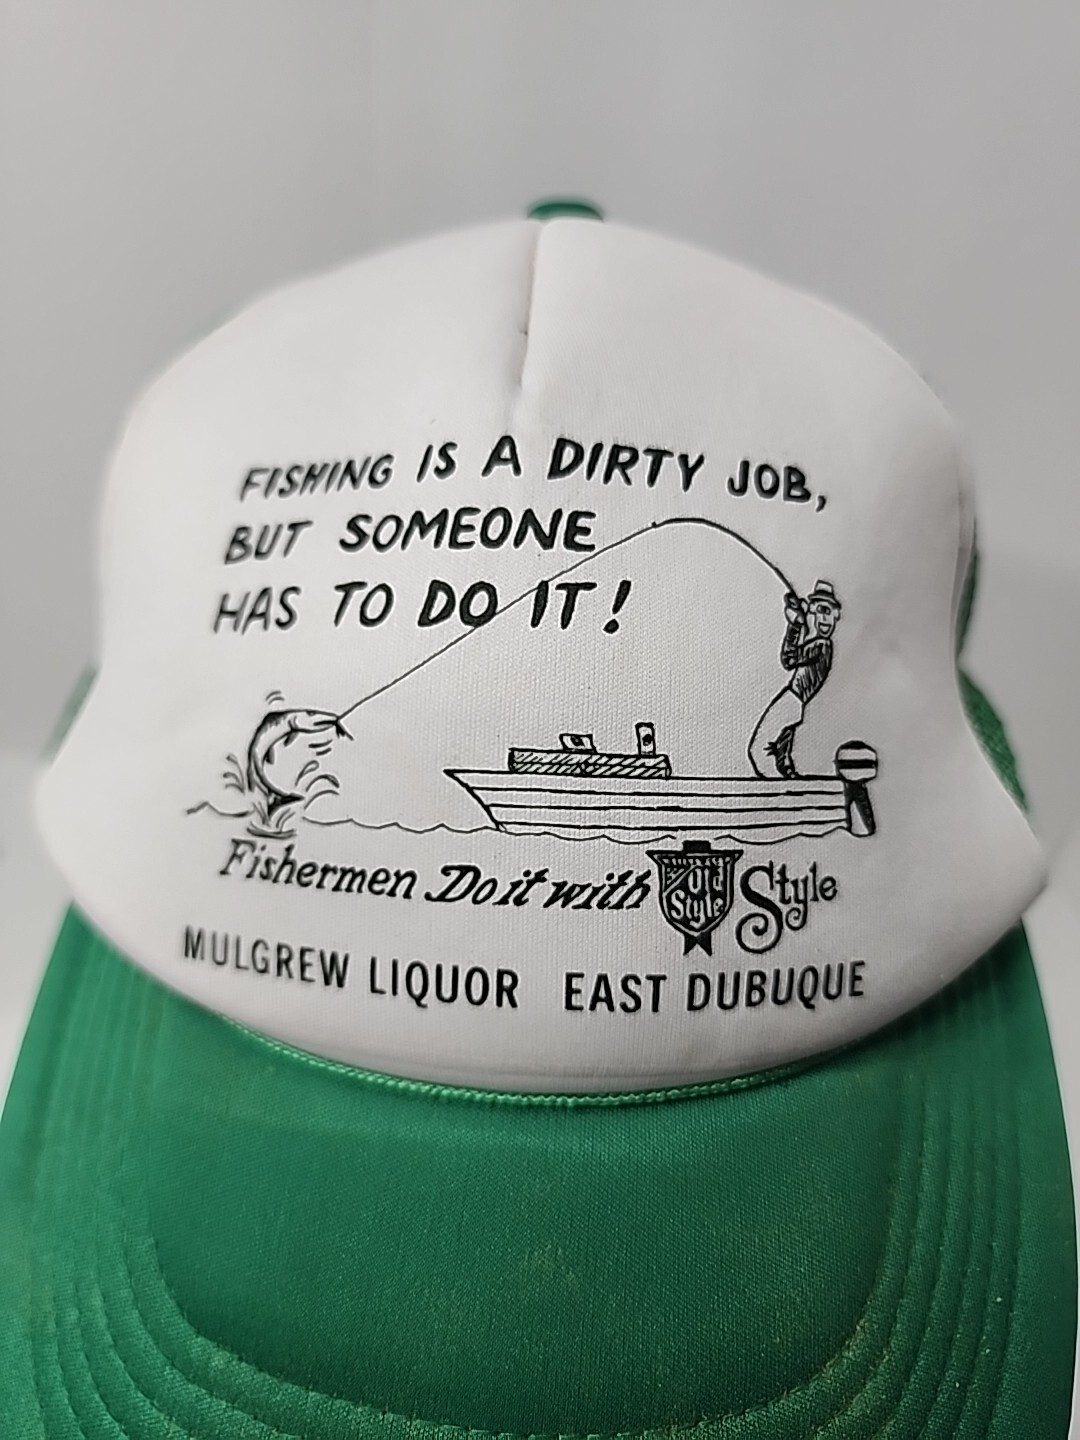 FISHING IS A DIRTY JOB,
BUT SOMEONE
HAS TO DO IT!
Fishermen Do it with Old Style Style
MULGREW LIQUOR EAST DUBUQUE